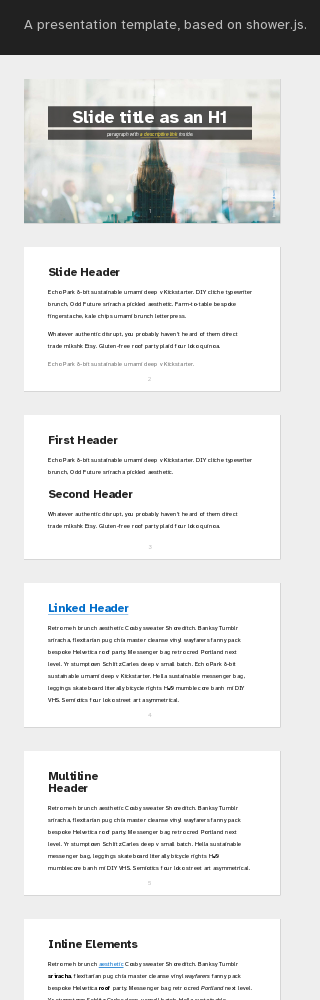 A presentation template, based on shower.js.
Slide title as an H1
paragraph with a descriptive link inside
1
Slide Header
Echo Park 8-bit sustainable umami deep v Kickstarter. DIY cliche typewriter
brunch. Odd Future sriracha pickled aesthetic. Farm-to-table bespoke
fingerstache, kale chips umami brunch letterpress.
Whatever authentic disrupt, you probably haven't heard of them direct
trade mlkshk Etsy. Gluten-free roof party plaid four loko quinoa.
Echo Park 8-bit sustainable umami deep v Kickstarter.
2
First Header
Echo Park 8-bit sustainable umami deep v Kickstarter. DIY cliche typewriter
brunch. Odd Future sriracha pickled aesthetic.
Second Header
Whatever authentic disrupt, you probably haven't heard of them direct
trade mlkshk Etsy. Gluten-free roof party plaid four loko quinoa.
3
Linked Header
Retro meh brunch aesthetic Cosby sweater Shoreditch. Banksy Tumblr
sriracha, flexitarian pug chia master cleanse vinyl wayfarers fanny pack
bespoke Helvetica roof party. Messenger bag retro cred Portland next
level. Yr stumptown Schlitz Carles deep v small batch. Echo Park 8-bit
sustainable umami deep v Kickstarter. Hella sustainable messenger bag,
leggings skateboard literally bicycle rights H&M mumblecore banh mi DIY
VHS. Semiotics four loko street art asymmetrical.
4
Multiline
Header
Retro meh brunch aesthetic Cosby sweater Shoreditch. Banksy Tumblr
sriracha, flexitarian pug chia master cleanse vinyl wayfarers fanny pack
bespoke Helvetica roof party. Messenger bag retro cred Portland next
level. Yr stumptown Schlitz Carles deep v small batch. Hella sustainable
messenger bag, leggings skateboard literally bicycle rights H&M
mumblecore banh mi DIY VHS. Semiotics four loko street art asymmetrical.
5
Inline Elements
Retro meh brunch aesthetic Cosby sweater Shoreditch. Banksy Tumblr
sriracha, flexitarian pug chia master cleanse vinyl wayfarers fanny pack
bespoke Helvetica roof party. Messenger bag retro cred Portland next